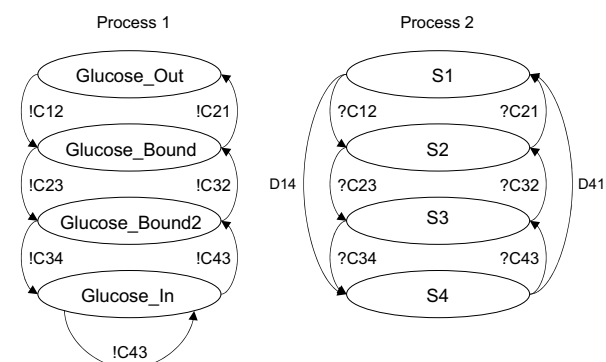 Process 1
Process 2
Glucose_Out
S1
!C12
!C21
?C12
?C21
Glucose_Bound
S2
!C23
!C32
D14
?C23
?C32
D41
Glucose_Bound2
S3
!C34
!C43
?C34
?C43
Glucose_In
S4
!C43